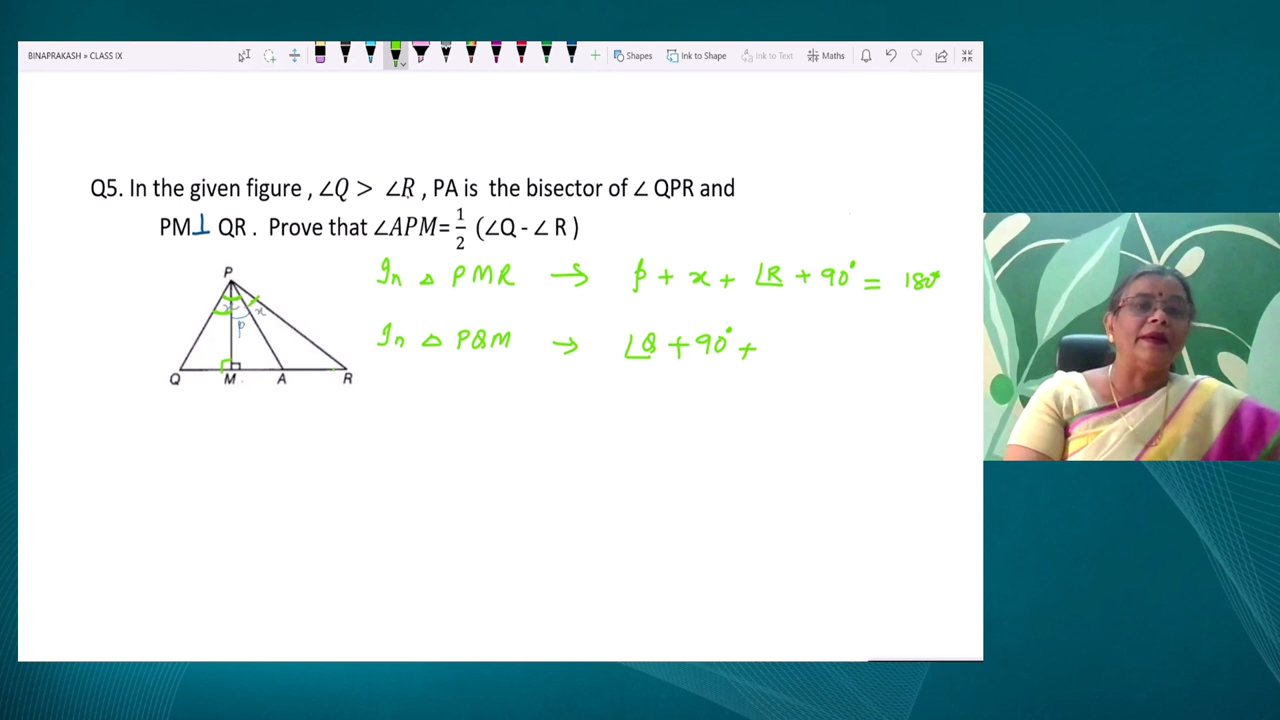 BINAPRAKASH » CLASS IX
Shapes
Ink to Shape
Ink to Text
Maths
Q5. In the given figure , ∠Q > ∠R , PA is the bisector of ∠ QPR and
PM⊥ QR . Prove that ∠APM= 1/2 (∠Q - ∠ R )
In △ PMR → p + x + ∠R + 90° = 180°
In △ PQM → ∠Q + 90° +
P
x x
p
Q M A R